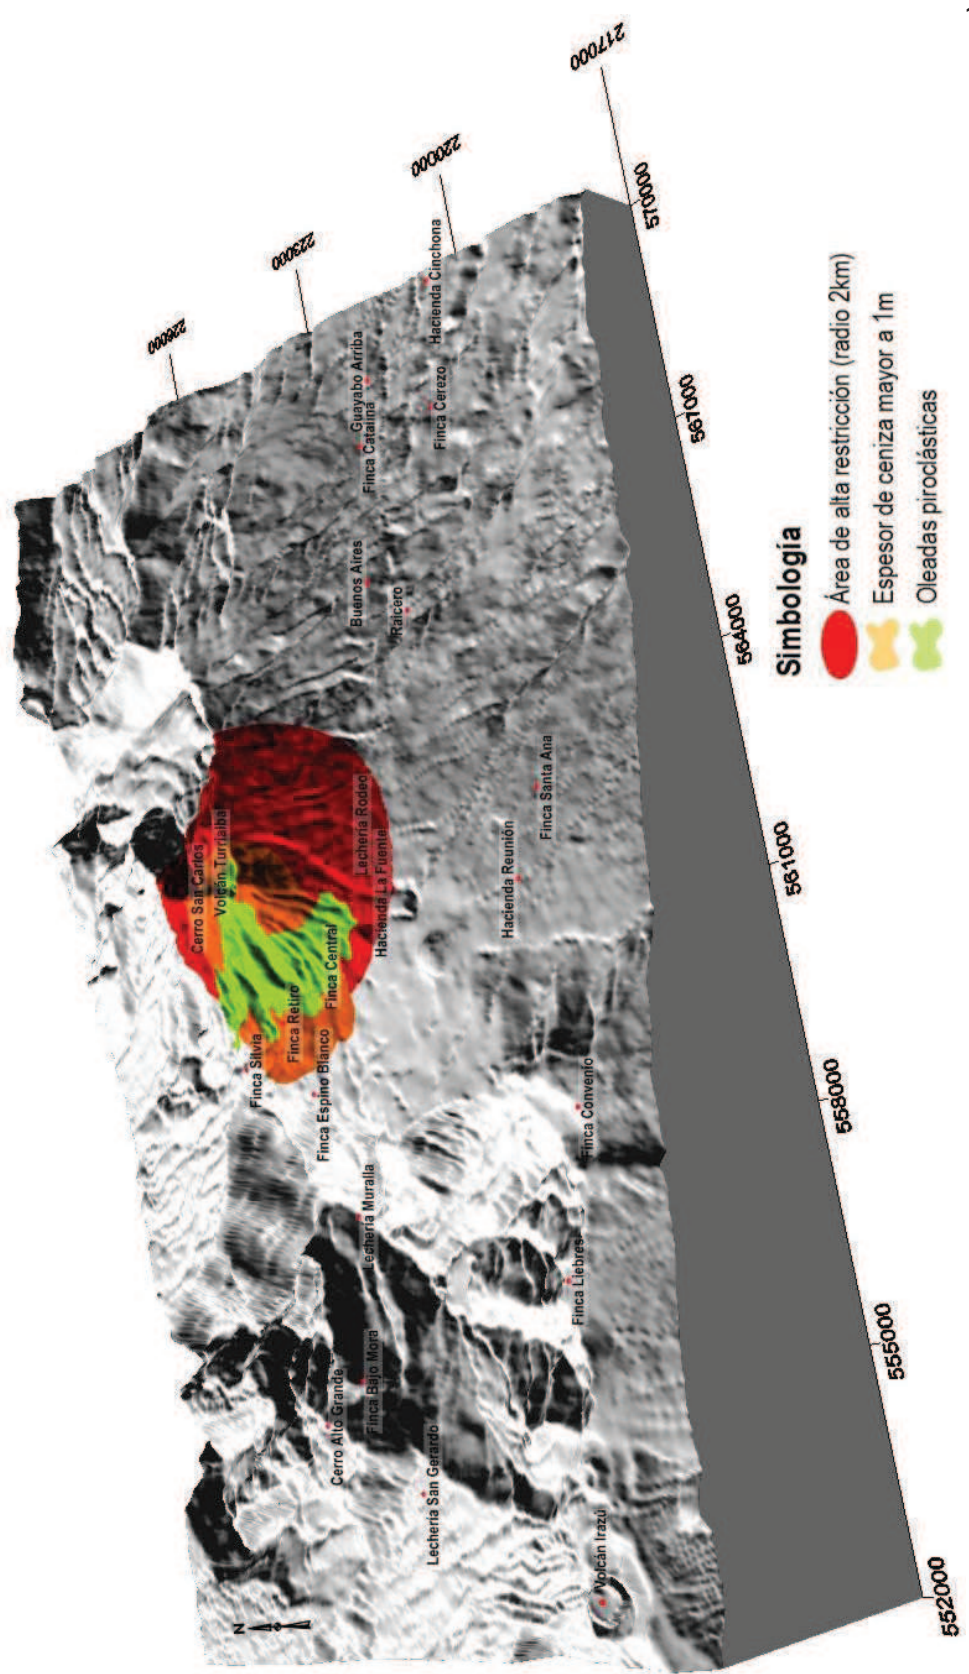 217000
220000
223000
226000
Hacienda Cinchona
Guayabo Arriba
Finca Cerezo
Finca Catalina
Buenos Aires
Raicero
Cerro San Carlos
Volcán Turrialba
Lechería Rodeo
Hacienda La Fuente
Finca Central
Finca Retiro
Finca Silvia
Finca Espino Blanco
Finca Santa Ana
Hacienda Reunión
Finca Convenio
Lechería Muralla
Finca Liebres
Finca Bajo Mora
Cerro Alto Grande
Lechería San Gerardo
Volcán Irazú
N
552000
555000
558000
561000
564000
567000
570000
Simbología
Área de alta restricción (radio 2km)
Espesor de ceniza mayor a 1m
Oleadas piroclásticas